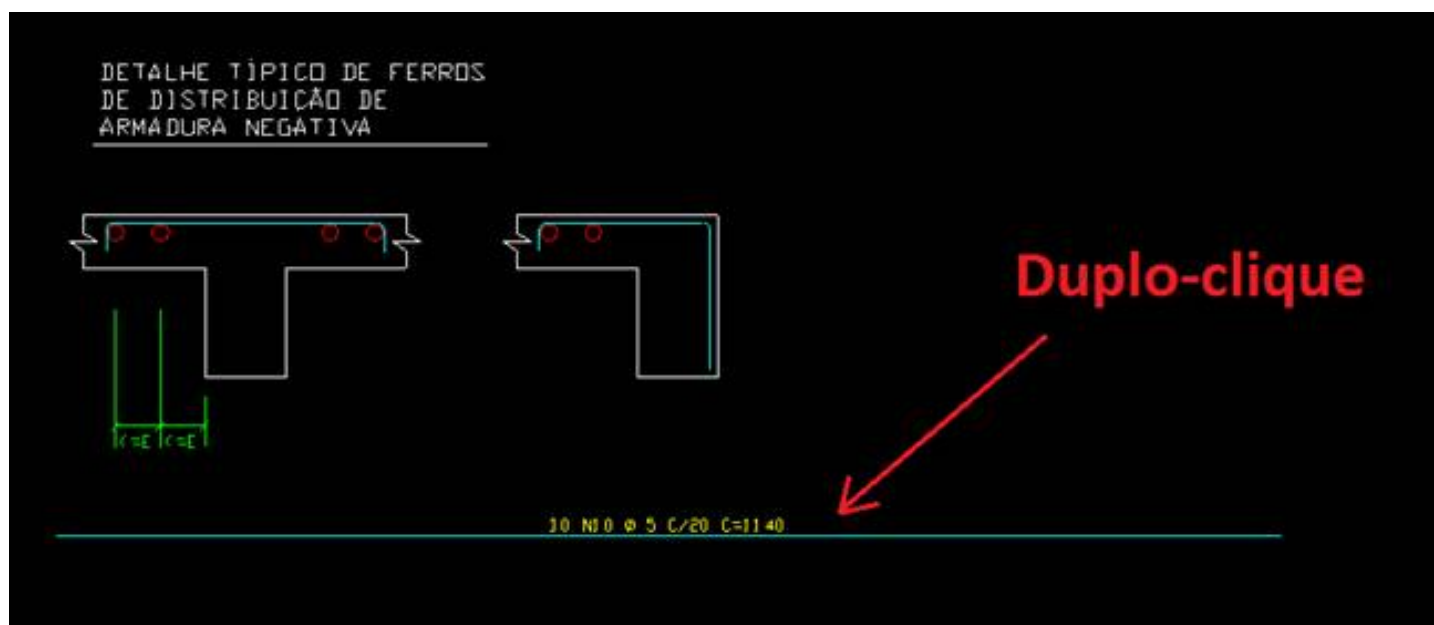 DETALHE TÍPICO DE FERROS
DE DISTRIBUIÇÃO DE
ARMADURA NEGATIVA
Duplo-clique
<=E <=E
10 N10 Ø 5 C/20 C=1140